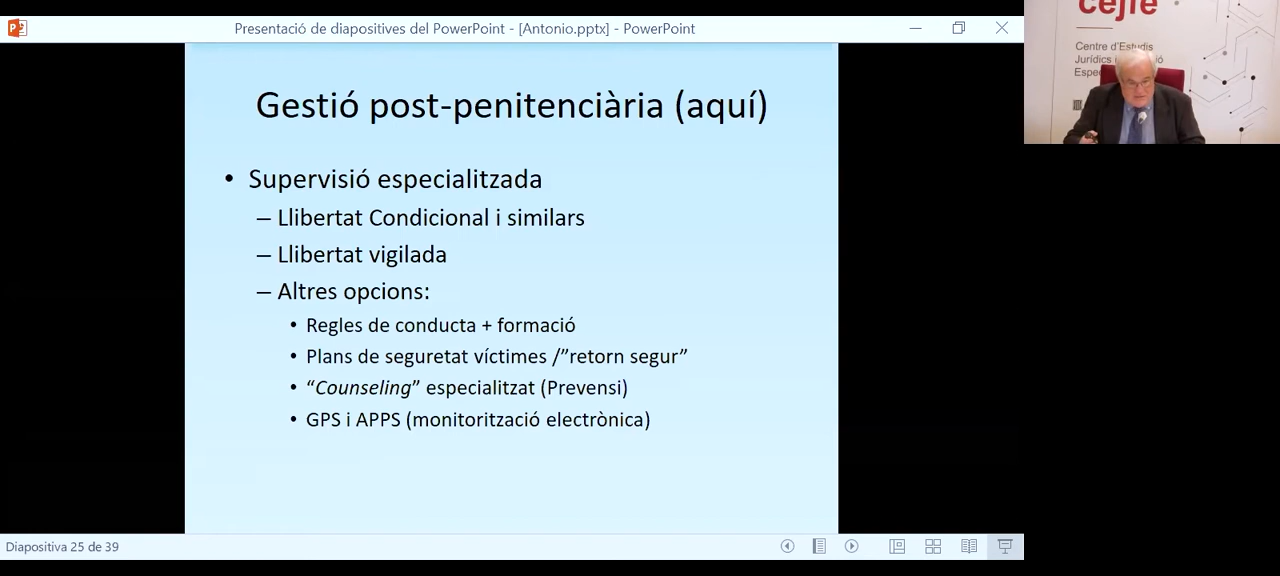 Presentació de diapositives del PowerPoint - [Antonio.pptx] - PowerPoint
Gestió post-penitenciària (aquí)
• Supervisió especialitzada
– Llibertat Condicional i similars
– Llibertat vigilada
– Altres opcions:
• Regles de conducta + formació
• Plans de seguretat víctimes /”retorn segur”
• “Counseling” especialitzat (Prevensi)
• GPS i APPS (monitorització electrònica)
Diapositiva 25 de 39
cejfe
Centre d'Estudis
Jurídics i
Espe